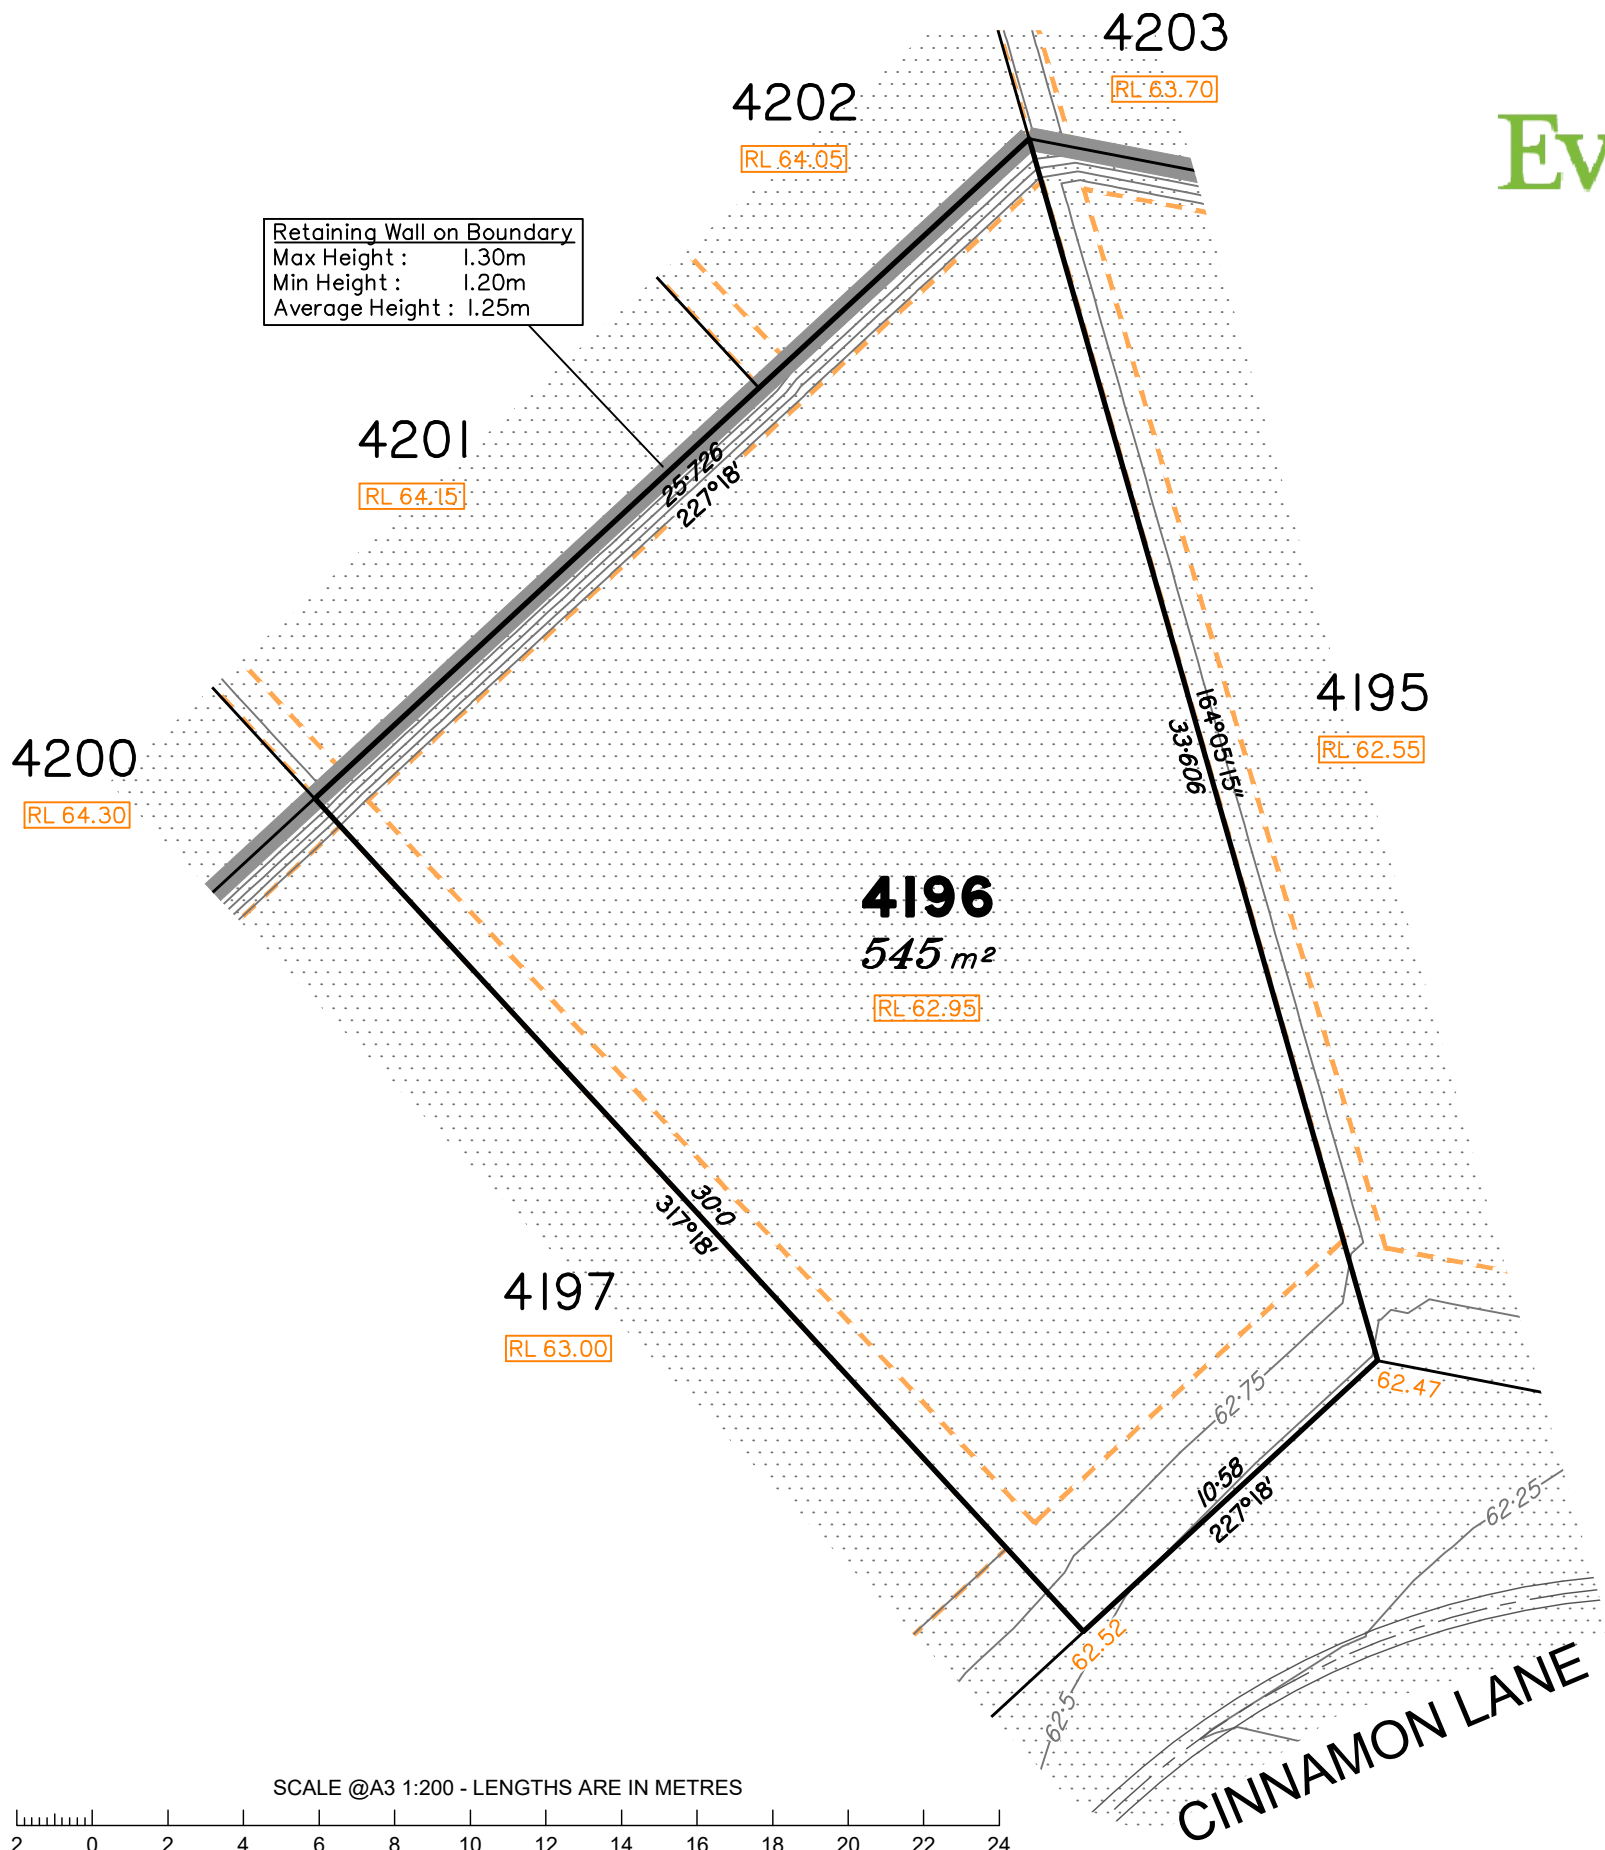 4203
RL 63.70
4202
RL 64.05
Ev
Retaining Wall on Boundary
Max Height : 1.30m
Min Height : 1.20m
Average Height : 1.25m
4201
RL 64.15
25·726
227°18'
4195
RL 62.55
164°05'15"
33·606
4200
RL 64.30
4196
545 m²
RL 62.95
30·0
317°18'
4197
RL 63.00
62·75
62.47
10·58
227°18'
62·25
62.52
62·5
CINNAMON LANE
SCALE @A3 1:200 - LENGTHS ARE IN METRES
2 0 2 4 6 8 10 12 14 16 18 20 22 24